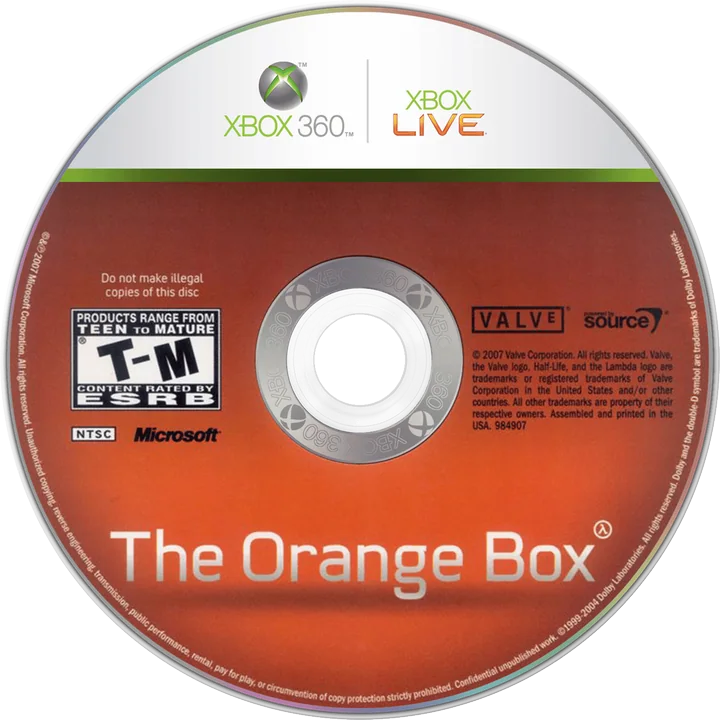 XBOX 360™
XBOX
LIVE
Do not make illegal
copies of this disc
PRODUCTS RANGE FROM
TEEN TO MATURE
T-M
®
CONTENT RATED BY
ESRB
NTSC
Microsoft®
VALVE®
powered by
source®
© 2007 Valve Corporation. All rights reserved. Valve,
the Valve logo, Half-Life, and the Lambda logo are
trademarks or registered trademarks of Valve
Corporation in the United States and/or other
countries. All other trademarks are property of their
respective owners. Assembled and printed in the
USA. 984907
The Orange Box
λ
©&℗ 2007 Microsoft Corporation. All rights reserved. Unauthorized copying, reverse engineering, transmission, public performance, rental, pay for play, or circumvention of copy protection strictly prohibited. Confidential unpublished work. ©1999-2004 Dolby Laboratories. All rights reserved. Dolby and the double-D symbol are trademarks of Dolby Laboratories.